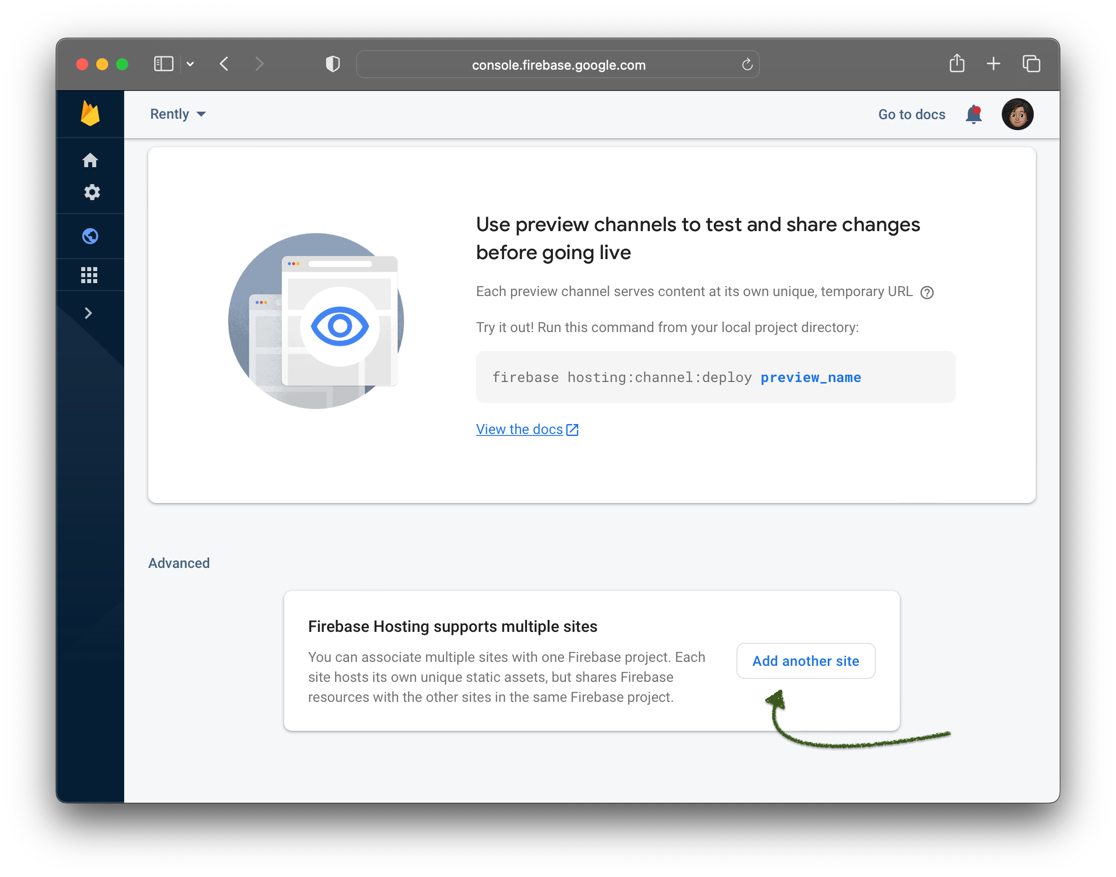 console.firebase.google.com
Rently
Go to docs
Use preview channels to test and share changes
before going live
Each preview channel serves content at its own unique, temporary URL
Try it out! Run this command from your local project directory:
firebase hosting:channel:deploy preview_name
View the docs
Advanced
Firebase Hosting supports multiple sites
You can associate multiple sites with one Firebase project. Each
site hosts its own unique static assets, but shares Firebase
resources with the other sites in the same Firebase project.
Add another site